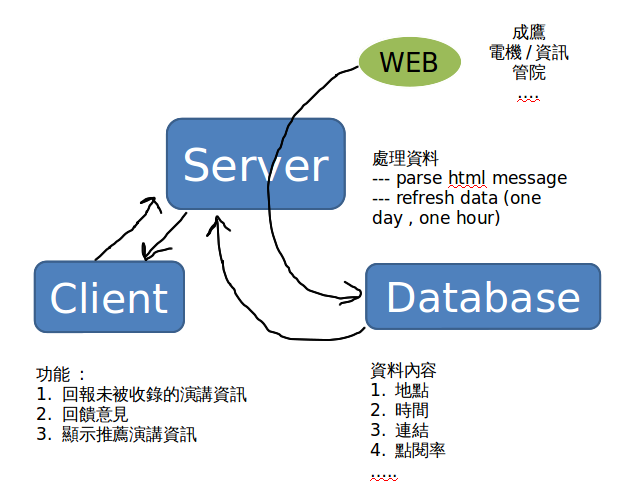 WEB
成鷹
電機 / 資訊
管院
....
Server
處理資料
--- parse html message
--- refresh data (one
day , one hour)
Client
Database
功能 :
1. 回報未被收錄的演講資訊
2. 回饋意見
3. 顯示推薦演講資訊
資料內容
1. 地點
2. 時間
3. 連結
4. 點閱率
.....